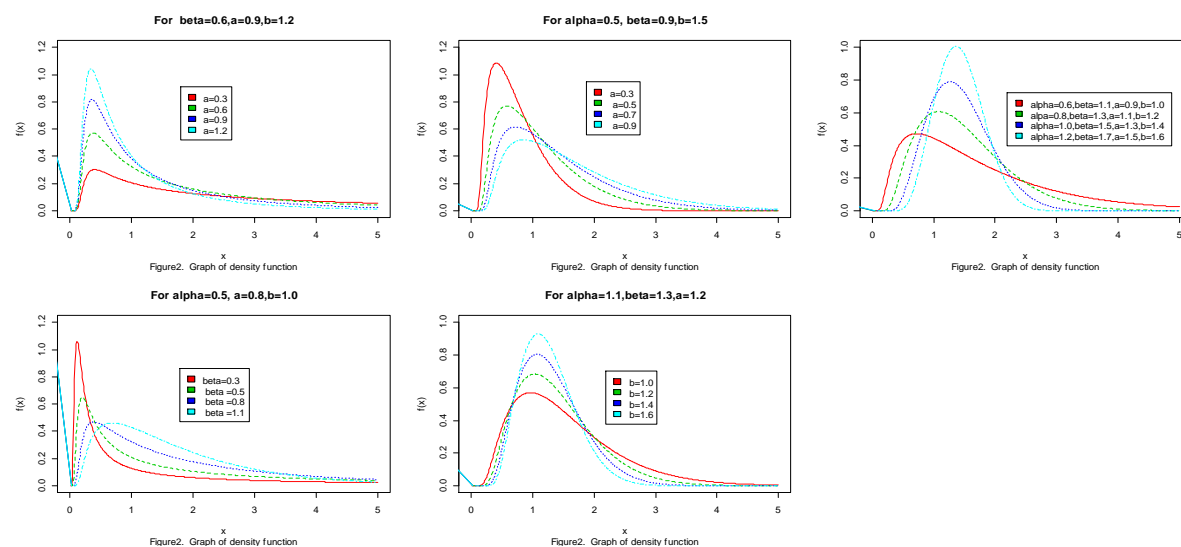 For beta=0.6,a=0.9,b=1.2
f(x)
0.0 0.2 0.4 0.6 0.8 1.0 1.2
a=0.3
a=0.6
a=0.9
a=1.2
0 1 2 3 4 5
x
Figure2. Graph of density function
For alpha=0.5, beta=0.9,b=1.5
f(x)
0.0 0.2 0.4 0.6 0.8 1.0 1.2
a=0.3
a=0.5
a=0.7
a=0.9
0 1 2 3 4 5
x
Figure2. Graph of density function
f(x)
0.0 0.2 0.4 0.6 0.8 1.0
alpha=0.6,beta=1.1,a=0.9,b=1.0
alpa=0.8,beta=1.3,a=1.1,b=1.2
alpha=1.0,beta=1.5,a=1.3,b=1.4
alpha=1.2,beta=1.7,a=1.5,b=1.6
0 1 2 3 4 5
x
Figure2. Graph of density function
For alpha=0.5, a=0.8,b=1.0
f(x)
0.0 0.2 0.4 0.6 0.8 1.0 1.2
beta=0.3
beta =0.5
beta =0.8
beta =1.1
0 1 2 3 4 5
x
Figure2. Graph of density function
For alpha=1.1,beta=1.3,a=1.2
f(x)
0.0 0.2 0.4 0.6 0.8 1.0
b=1.0
b=1.2
b=1.4
b=1.6
0 1 2 3 4 5
x
Figure2. Graph of density function